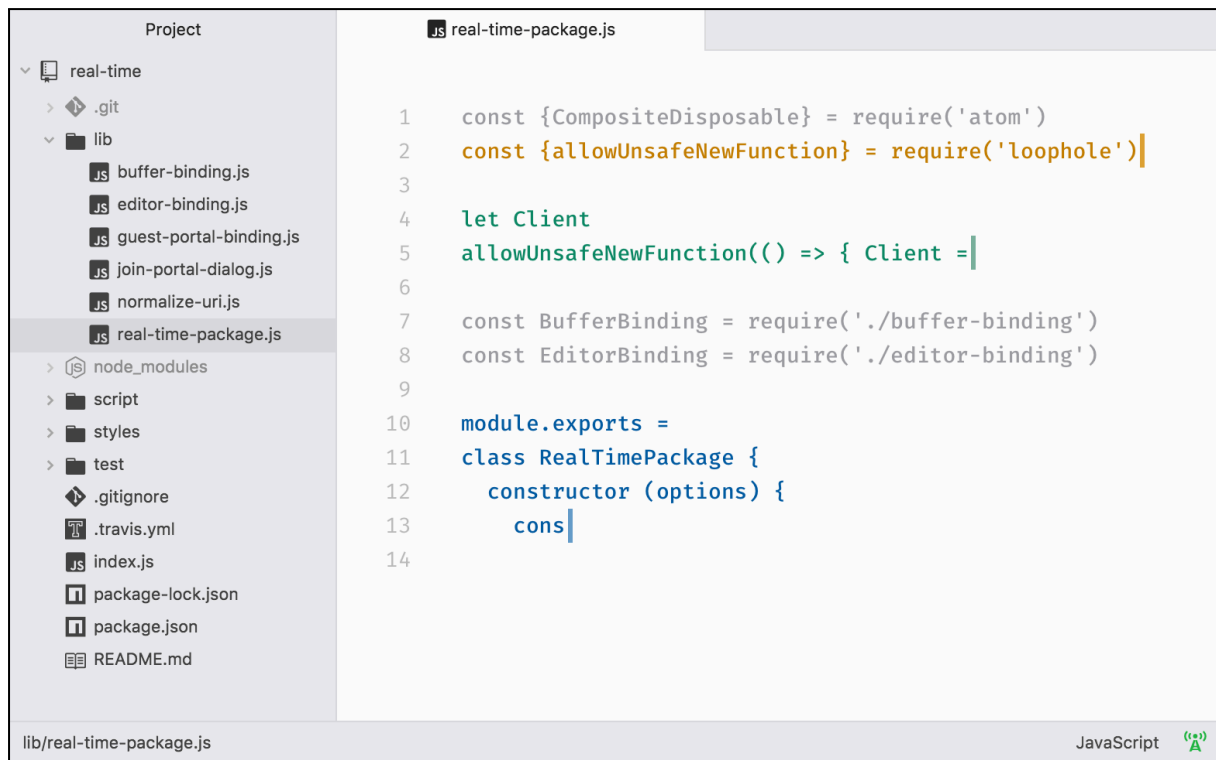 Project
real-time
.git
lib
buffer-binding.js
editor-binding.js
guest-portal-binding.js
join-portal-dialog.js
normalize-uri.js
real-time-package.js
node_modules
script
styles
test
.gitignore
.travis.yml
index.js
package-lock.json
package.json
README.md
real-time-package.js
1 const {CompositeDisposable} = require('atom')
2 const {allowUnsafeNewFunction} = require('loophole')
3
4 let Client
5 allowUnsafeNewFunction(() => { Client =
6
7 const BufferBinding = require('./buffer-binding')
8 const EditorBinding = require('./editor-binding')
9
10 module.exports =
11 class RealTimePackage {
12   constructor (options) {
13     cons
14
lib/real-time-package.js
JavaScript